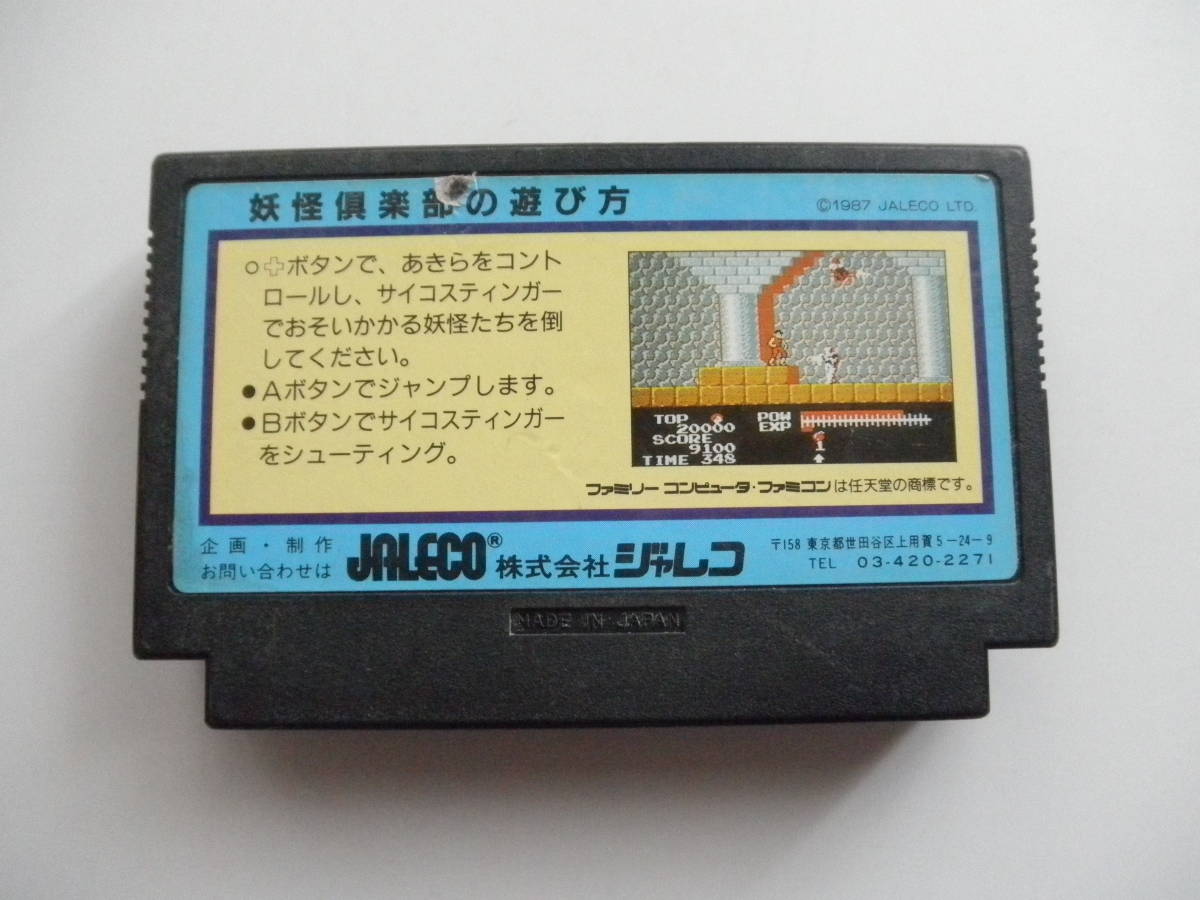 妖怪倶楽部の遊び方
©1987 JALECO LTD.
○✚ボタンで、あきらをコント
ロールし、サイコスティンガー
でおそいかかる妖怪たちを倒
してください。
●Aボタンでジャンプします。
●Bボタンでサイコスティンガー
をシューティング。
TOP
20000
SCORE
9100
TIME 348
POW
EXP
1
ファミリー コンピュータ・ファミコンは任天堂の商標です。
企画・制作
お問い合わせは
JALECO® 株式会社ジャレコ
〒158 東京都世田谷区上用賀5-24-9
TEL 03-420-2271
MADE IN JAPAN